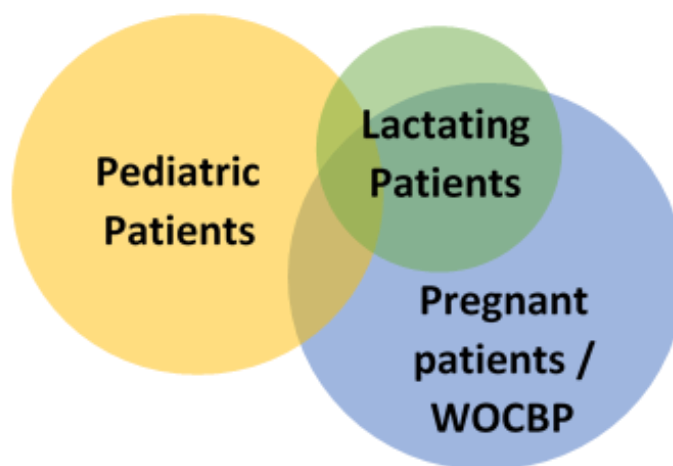 Pediatric
Patients
Lactating
Patients
Pregnant
patients /
WOCBP